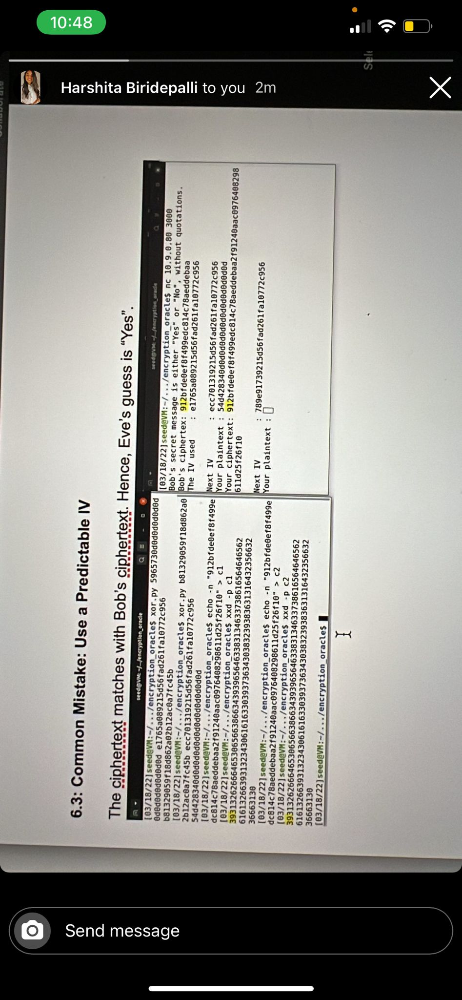 10:48
Harshita Biridepalli to you 2m
6.3: Common Mistake: Use a Predictable IV
The ciphertext matches with Bob's ciphertext. Hence, Eve's guess is “Yes”.
seed@VM: ~/.../encryption_oracle
[03/18/22]seed@VM:~/.../encryption_oracle$ xor.py 5965730d0d0d0d0d
0d0d0d0d0d0d0d0d e1765a089215d56fad261fa10772c956
b81329059f18d862a02b12ac0a7fc45b
[03/18/22]seed@VM:~/.../encryption_oracle$ xor.py b81329059f18d862a0
2b12ac0a7fc45b ecc701319215d56fad261fa10772c956
54d428340d0d0d0d0d0d0d0d0d0d0d0d
[03/18/22]seed@VM:~/.../encryption_oracle$ echo -n "912bfde0ef8f499e
dc814c78aeddebaa2f91240aac0976408298611d25f26f10" > c1
[03/18/22]seed@VM:~/.../encryption_oracle$ xxd -p c1
393132626664653065663866343939656463383134633738616564646562
616132663931323430616163303937363430383239383631316432356632
36663130
[03/18/22]seed@VM:~/.../encryption_oracle$ echo -n "912bfde0ef8f499e
dc814c78aeddebaa2f91240aac0976408298611d25f26f10" > c2
[03/18/22]seed@VM:~/.../encryption_oracle$ xxd -p c2
393132626664653065663866343939656463383134633738616564646562
616132663931323430616163303937363430383239383631316432356632
36663130
[03/18/22]seed@VM:~/.../encryption_oracle$
seed@VM: ~/.../encryption_oracle
[03/18/22]seed@VM:~/.../encryption_oracle$ nc 10.9.0.80 3000
Bob's secret message is either "Yes" or "No", without quotations.
Bob's ciphertex: 912bfde0ef8f499edc814c78aeddebaa
The IV used : e1765a089215d56fad261fa10772c956
Next IV : ecc701319215d56fad261fa10772c956
Your plaintext : 54d428340d0d0d0d0d0d0d0d0d0d0d0d
Your ciphertext: 912bfde0ef8f499edc814c78aeddebaa2f91240aac0976408298
611d25f26f10
Next IV : 789e91739215d56fad261fa10772c956
Your plaintext :
Send message